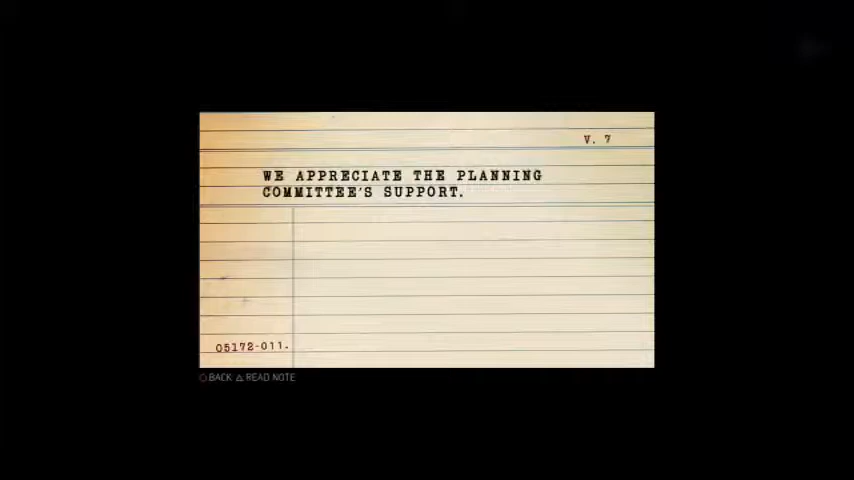 V. 7
WE APPRECIATE THE PLANNING
COMMITTEE'S SUPPORT.
05172-011.
○ BACK △ READ NOTE